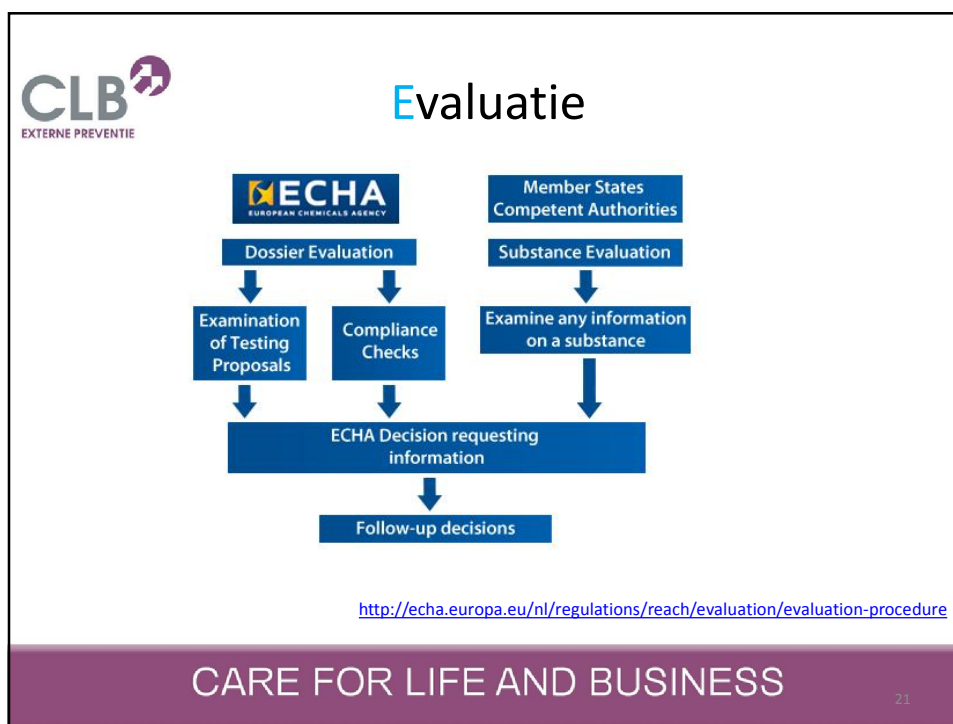 CLB
EXTERNE PREVENTIE
Evaluatie
ECHA
EUROPEAN CHEMICALS AGENCY
Member States
Competent Authorities
Dossier Evaluation
Substance Evaluation
Examination
of Testing
Proposals
Compliance
Checks
Examine any information
on a substance
ECHA Decision requesting
information
Follow-up decisions
http://echa.europa.eu/nl/regulations/reach/evaluation/evaluation-procedure
CARE FOR LIFE AND BUSINESS
21